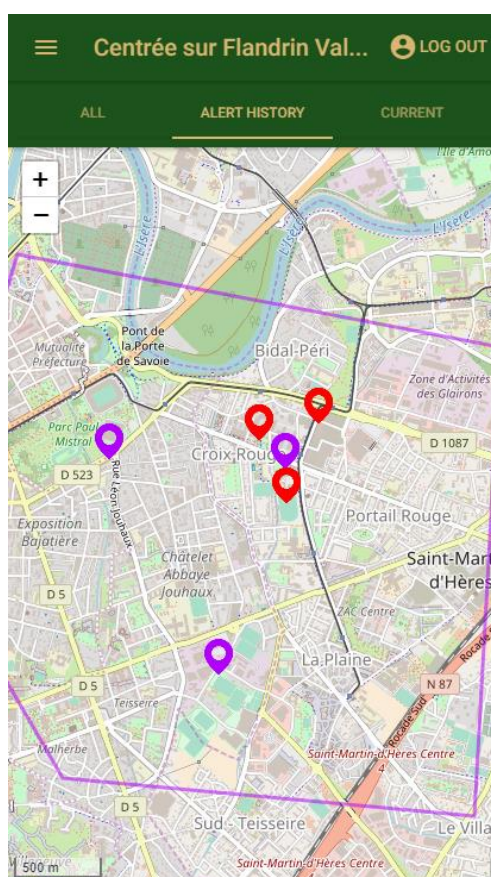 Centrée sur Flandrin Val...
LOG OUT
ALL
ALERT HISTORY
CURRENT
l'Île d'Amo
+
−
L'Isère
L'Isère
L'Isère
Pont de
la Porte
de Savoie
Mutualité
Préfecture
Bidal-Péri
Zone d'Activités
des Glairons
Parc Paul
Mistral
Croix-Rouge
D 1087
D 523
Rue Léon Jouhaux
Portail Rouge
Exposition
Bajatière
Châtelet
Abbaye
Jouhaux
Saint-Mart
d'Hères
D 5
ZAC Centre
La Plaine
Rocade
N 87
D 5
Teisseire
Rocade Sud
Malherbe
Saint-Martin-d'Hères Centre
D 5
Sud - Teisseire
Le Villa
500 m
Saint-Martin-d'Hères Centre